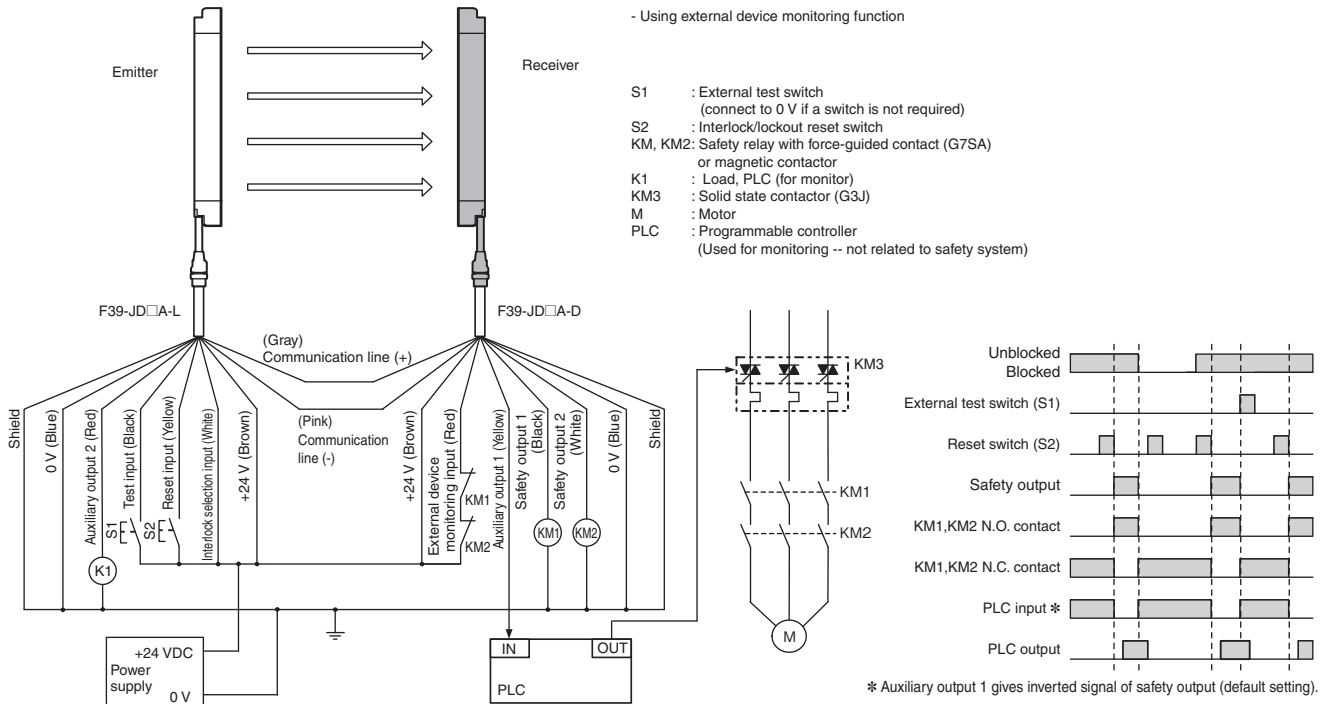 - Using external device monitoring function
Emitter
Receiver
S1 : External test switch
(connect to 0 V if a switch is not required)
S2 : Interlock/lockout reset switch
KM, KM2: Safety relay with force-guided contact (G7SA)
or magnetic contactor
K1 : Load, PLC (for monitor)
KM3 : Solid state contactor (G3J)
M : Motor
PLC : Programmable controller
(Used for monitoring -- not related to safety system)
F39-JD□A-L
F39-JD□A-D
(Gray)
Communication line (+)
(Pink)
Communication
line (-)
Shield
0 V (Blue)
Auxiliary output 2 (Red)
Test input (Black)
Reset input (Yellow)
Interlock selection input (White)
+24 V (Brown)
S1
S2
K1
+24 V (Brown)
External device
monitoring input (Red)
Auxiliary output 1 (Yellow)
Safety output 1
(Black)
Safety output 2
(White)
0 V (Blue)
Shield
KM1
KM2
KM1
KM2
+24 VDC
Power
supply
0 V
IN
OUT
PLC
KM3
KM1
KM2
M
Unblocked
Blocked
External test switch (S1)
Reset switch (S2)
Safety output
KM1,KM2 N.O. contact
KM1,KM2 N.C. contact
PLC input ✽
PLC output
✽ Auxiliary output 1 gives inverted signal of safety output (default setting).